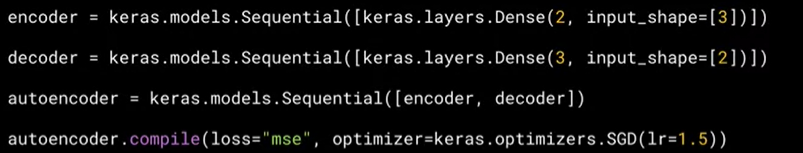 encoder = keras.models.Sequential([keras.layers.Dense(2, input_shape=[3])])
decoder = keras.models.Sequential([keras.layers.Dense(3, input_shape=[2])])
autoencoder = keras.models.Sequential([encoder, decoder])
autoencoder.compile(loss="mse", optimizer=keras.optimizers.SGD(lr=1.5))